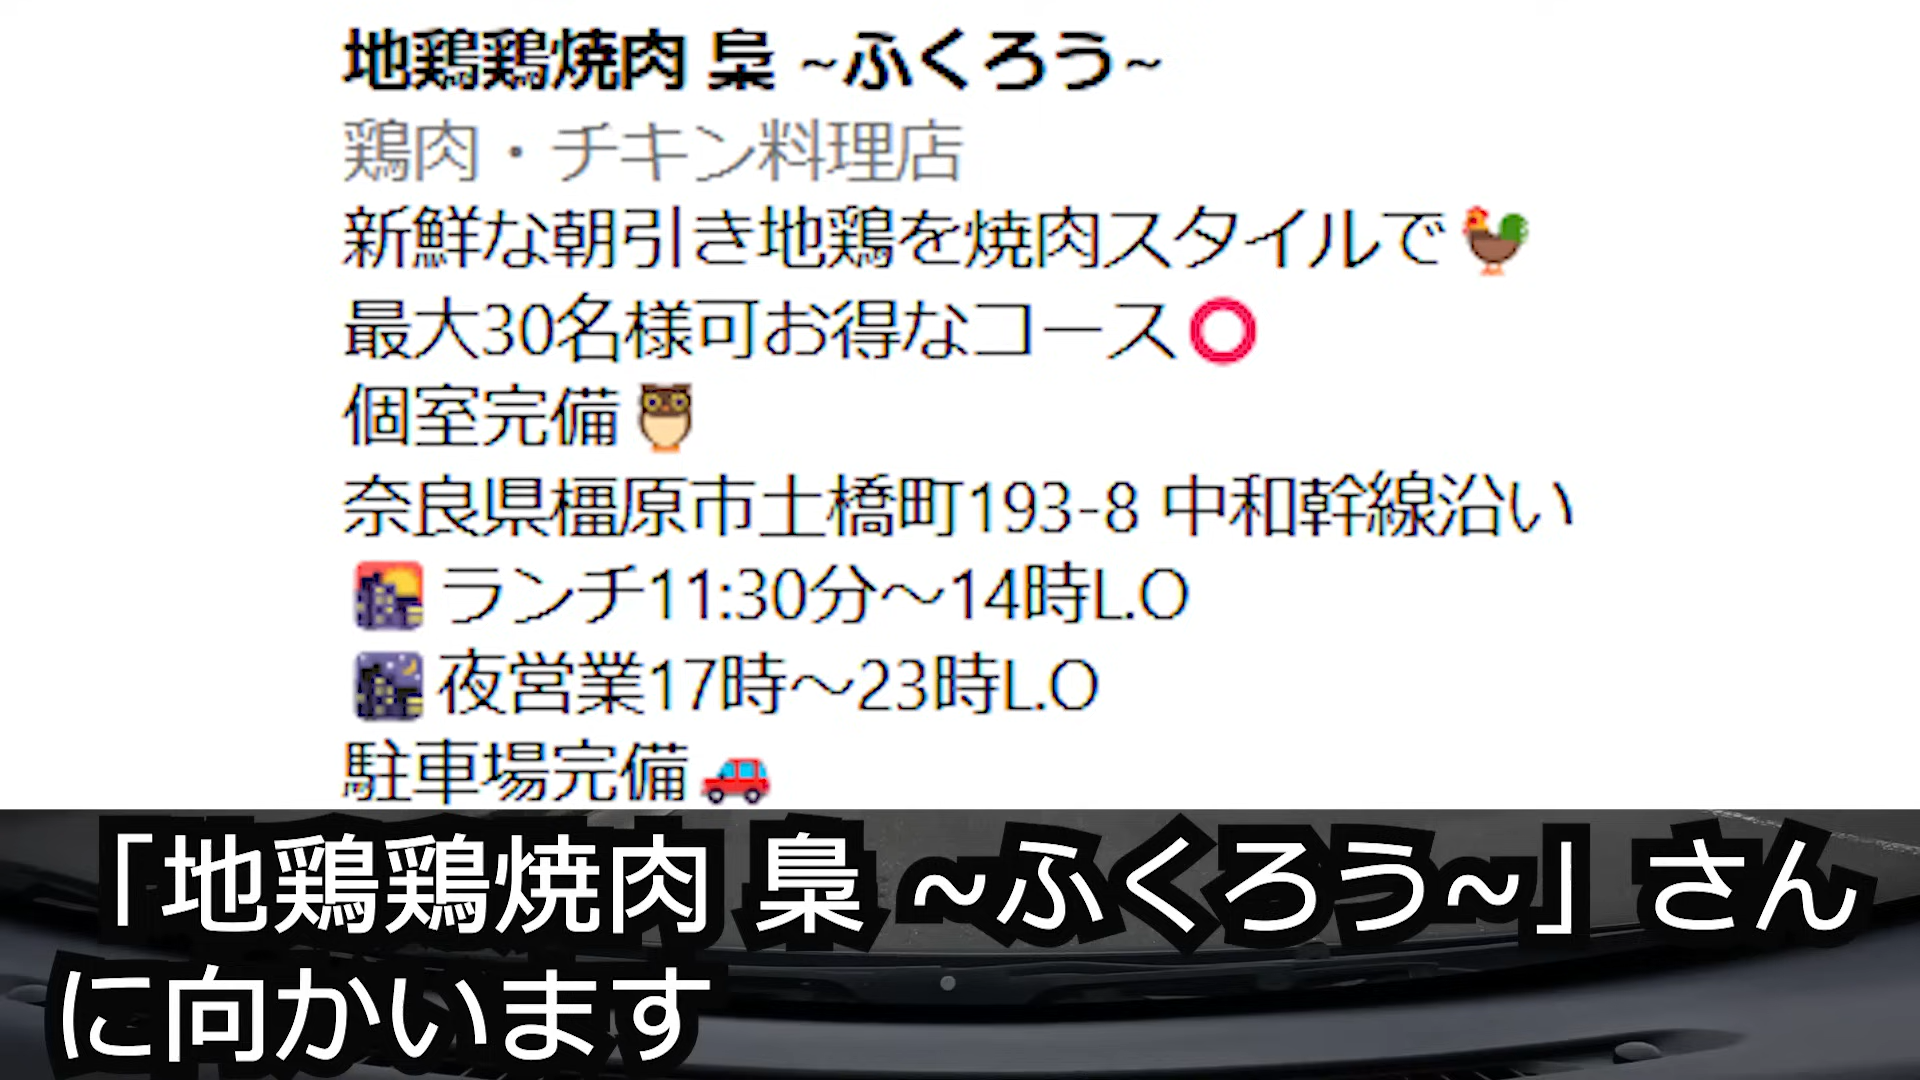 地鶏鶏焼肉 梟 ~ふくろう~
鶏肉・チキン料理店
新鮮な朝引き地鶏を焼肉スタイルで🐓
最大30名様可お得なコース⭕
個室完備🦉
奈良県橿原市土橋町193-8 中和幹線沿い
🌇ランチ11:30分〜14時L.O
🌃夜営業17時〜23時L.O
駐車場完備🚗
「地鶏鶏焼肉 梟 ~ふくろう~」さん
に向かいます